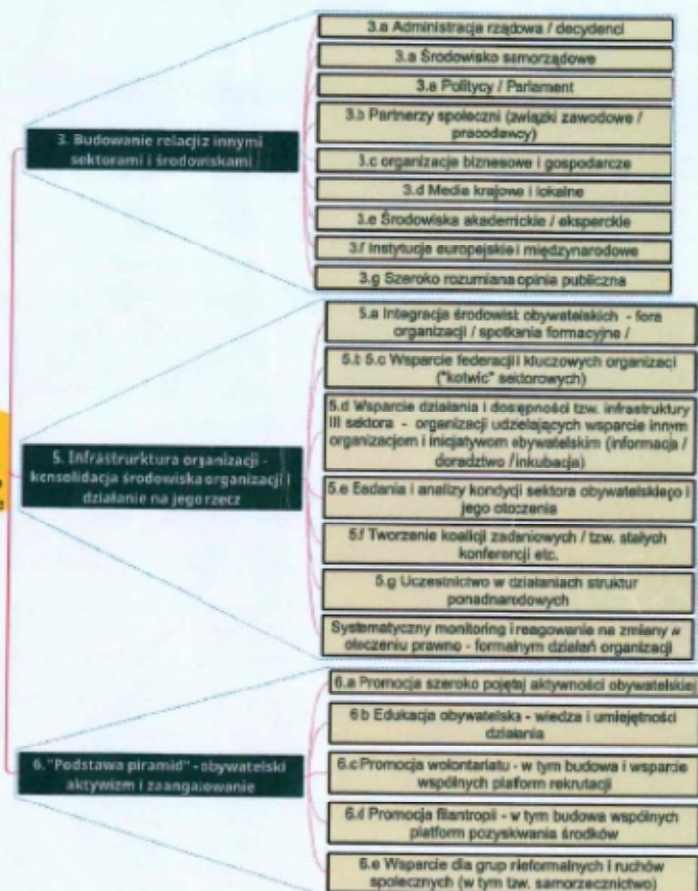 3.a Administracja rządowa / decydenci
3.a Środowisko samorządowe
3.a Politycy / Parlament
3.b Partnerzy społeczni (związki zawodowe /
pracodawcy)
3. Budowanie relacji z innymi
sektorami i środowiskami
3.c organizacje biznesowe i gospodarcze
3.d Media krajowe i lokalne
3.e Środowiska akademickie / eksperckie
3.f Instytucje europejskie i międzynarodowe
3.g Szeroko rozumiana opinia publiczna
5.a Integracja środowisk obywatelskich - fora
organizacji / spotkania formacyjne /
5.b 5.c Wsparcie federacji i kluczowych organizacji
("kotwic" sektorowych)
5.d Wsparcie działania i dostępności tzw. infrastruktury
III sektora - organizacji udzielających wsparcie innym
organizacjom i inicjatywom obywatelskim (informacja /
doradztwo / inkubacja)
5. Infrastrurktura organizacji -
konsolidacja środowiska organizacji i
działanie na jego rzecz
5.e Badania i analizy kondycji sektora obywatelskiego i
jego otoczenia
5.f Tworzenie koalicji zadaniowych / tzw. stałych
konferencji etc.
5.g Uczestnictwo w działaniach struktur
ponadnarodowych
Systematyczny monitoring i reagowanie na zmiany w
otoczeniu prawno - formalnym działań organizacji
6.a Promocja szeroko pojętej aktywności obywatelskiej
6.b Edukacja obywatelska - wiedza i umiejętności
działania
6."Podstawa piramid" - obywatelski
aktywizm i zaangażowanie
6.c Promocja wolontariatu - w tym budowa i wsparcie
wspólnych platform rekrutacji
6.d Promocja filantropii - w tym budowa wspólnych
platform pozyskiwania środków
6.e Wsparcie dla grup nieformalnych i ruchów
społecznych (w tym tzw. samorzecznictwo)